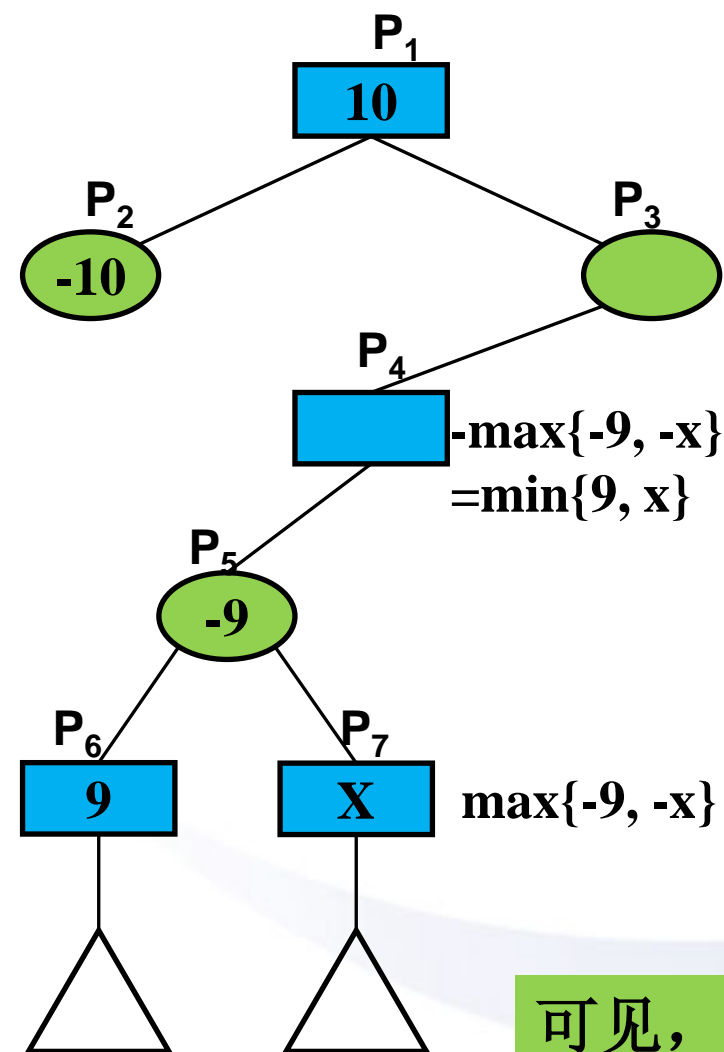 P₁
10
P₂
P₃
-10
P₄
-max{-9, -x}
=min{9, x}
P₅
-9
P₆
P₇
9
X
max{-9, -x}
可见，